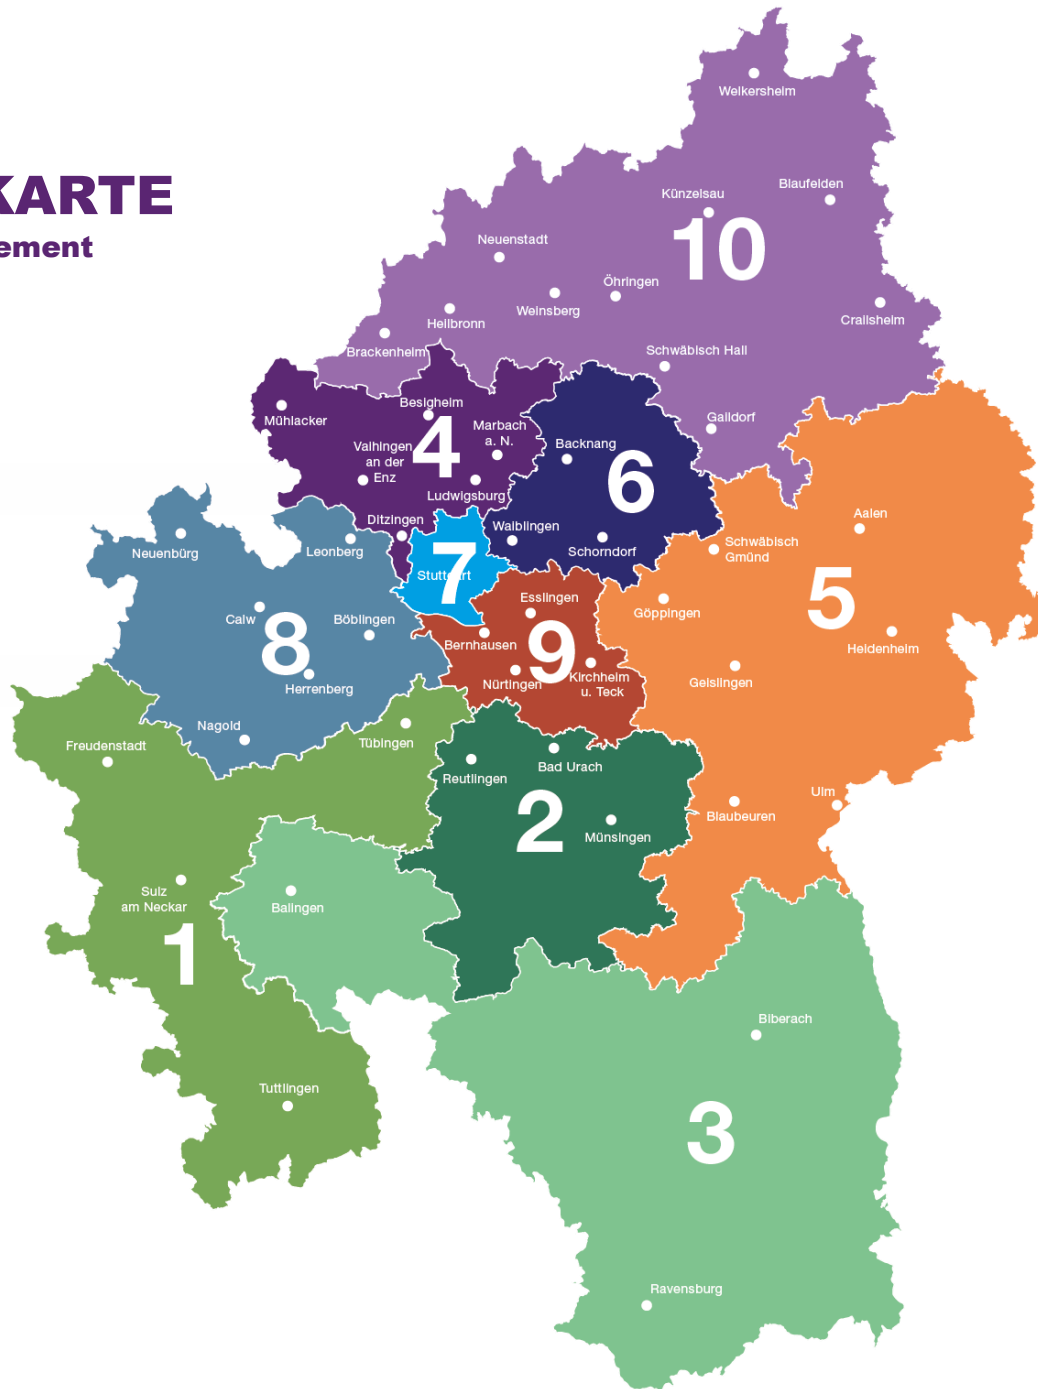 KARTE
ement
Weikersheim
Blaufelden
Künzelsau
10
Neuenstadt
Öhringen
Weinsberg
Crailsheim
Heilbronn
Brackenheim
Schwäbisch Hall
Gaildorf
Besigheim
Mühlacker
4
Marbach
a. N.
Vaihingen
an der
Enz
Ludwigsburg
Ditzingen
Backnang
6
Waiblingen
Schorndorf
Aalen
Schwäbisch
Gmünd
5
Göppingen
Heidenheim
Geislingen
Blaubeuren
Ulm
7
Stuttgart
Neuenbürg
Leonberg
Calw
Böblingen
8
Herrenberg
Nagold
Esslingen
9
Bernhausen
Nürtingen
Kirchheim
u. Teck
Freudenstadt
Tübingen
Sulz
am Neckar
1
Tuttlingen
Reutlingen
Bad Urach
2
Münsingen
Balingen
Biberach
3
Ravensburg